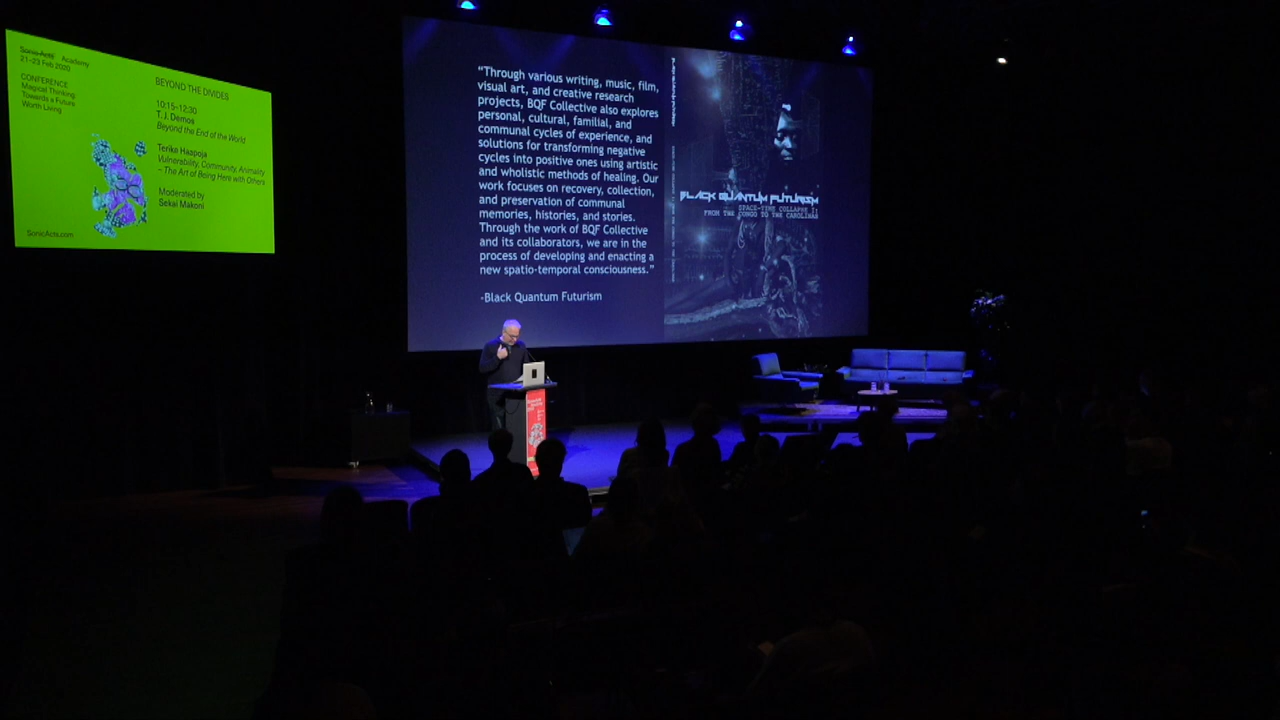 Sonic Acts Academy
21–23 Feb 2020
CONFERENCE
Magical Thinking:
Towards a Future
Worth Living
BEYOND THE DIVIDES
10:15–12:30
T.J. Demos
Beyond the End of the World
Terike Haapoja
Vulnerability, Community, Animality
– The Art of Being Here with Others
Moderated by
Sekai Makoni
SonicActs.com
“Through various writing, music, film,
visual art, and creative research
projects, BQF Collective also explores
personal, cultural, familial, and
communal cycles of experience, and
solutions for transforming negative
cycles into positive ones using artistic
and wholistic methods of healing. Our
work focuses on recovery, collection,
and preservation of communal
memories, histories, and stories.
Through the work of BQF Collective
and its collaborators, we are in the
process of developing and enacting a
new spatio-temporal consciousness.”
-Black Quantum Futurism
BLACK QUANTUM FUTURISM
SPACE-TIME COLLAPSE I:
FROM THE CONGO TO THE CAROLINAS